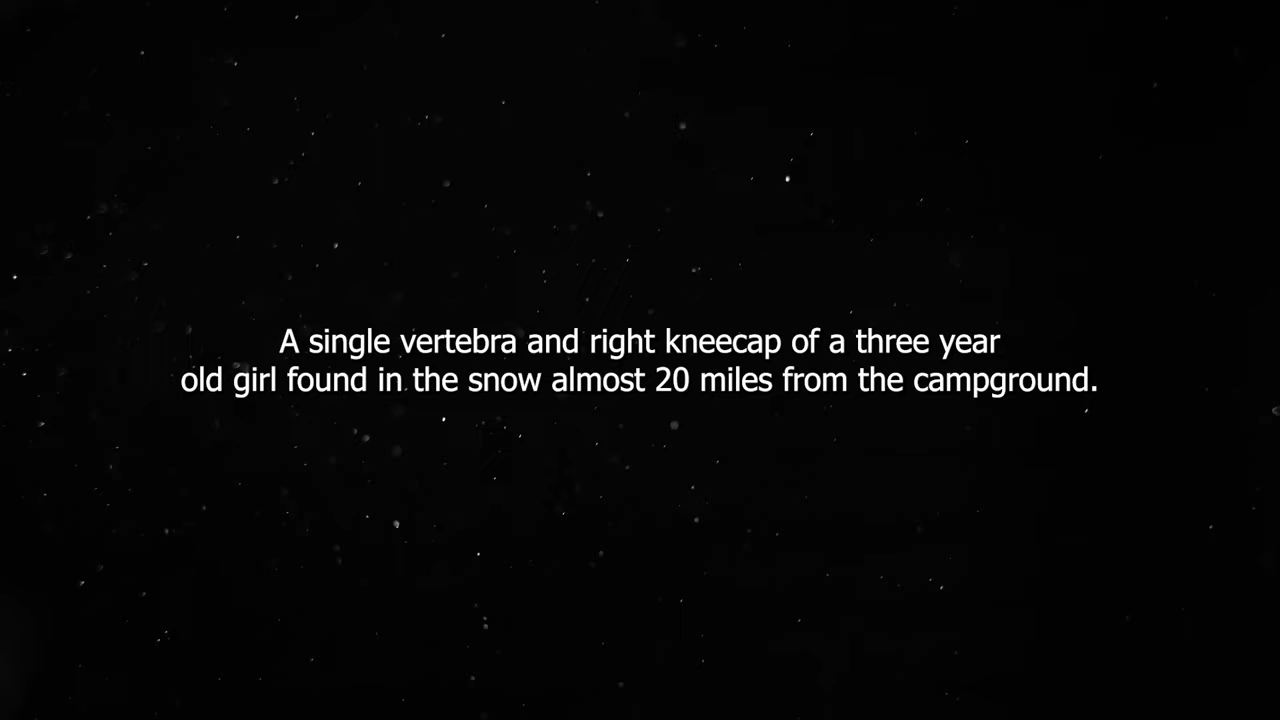 A single vertebra and right kneecap of a three year
old girl found in the snow almost 20 miles from the campground.